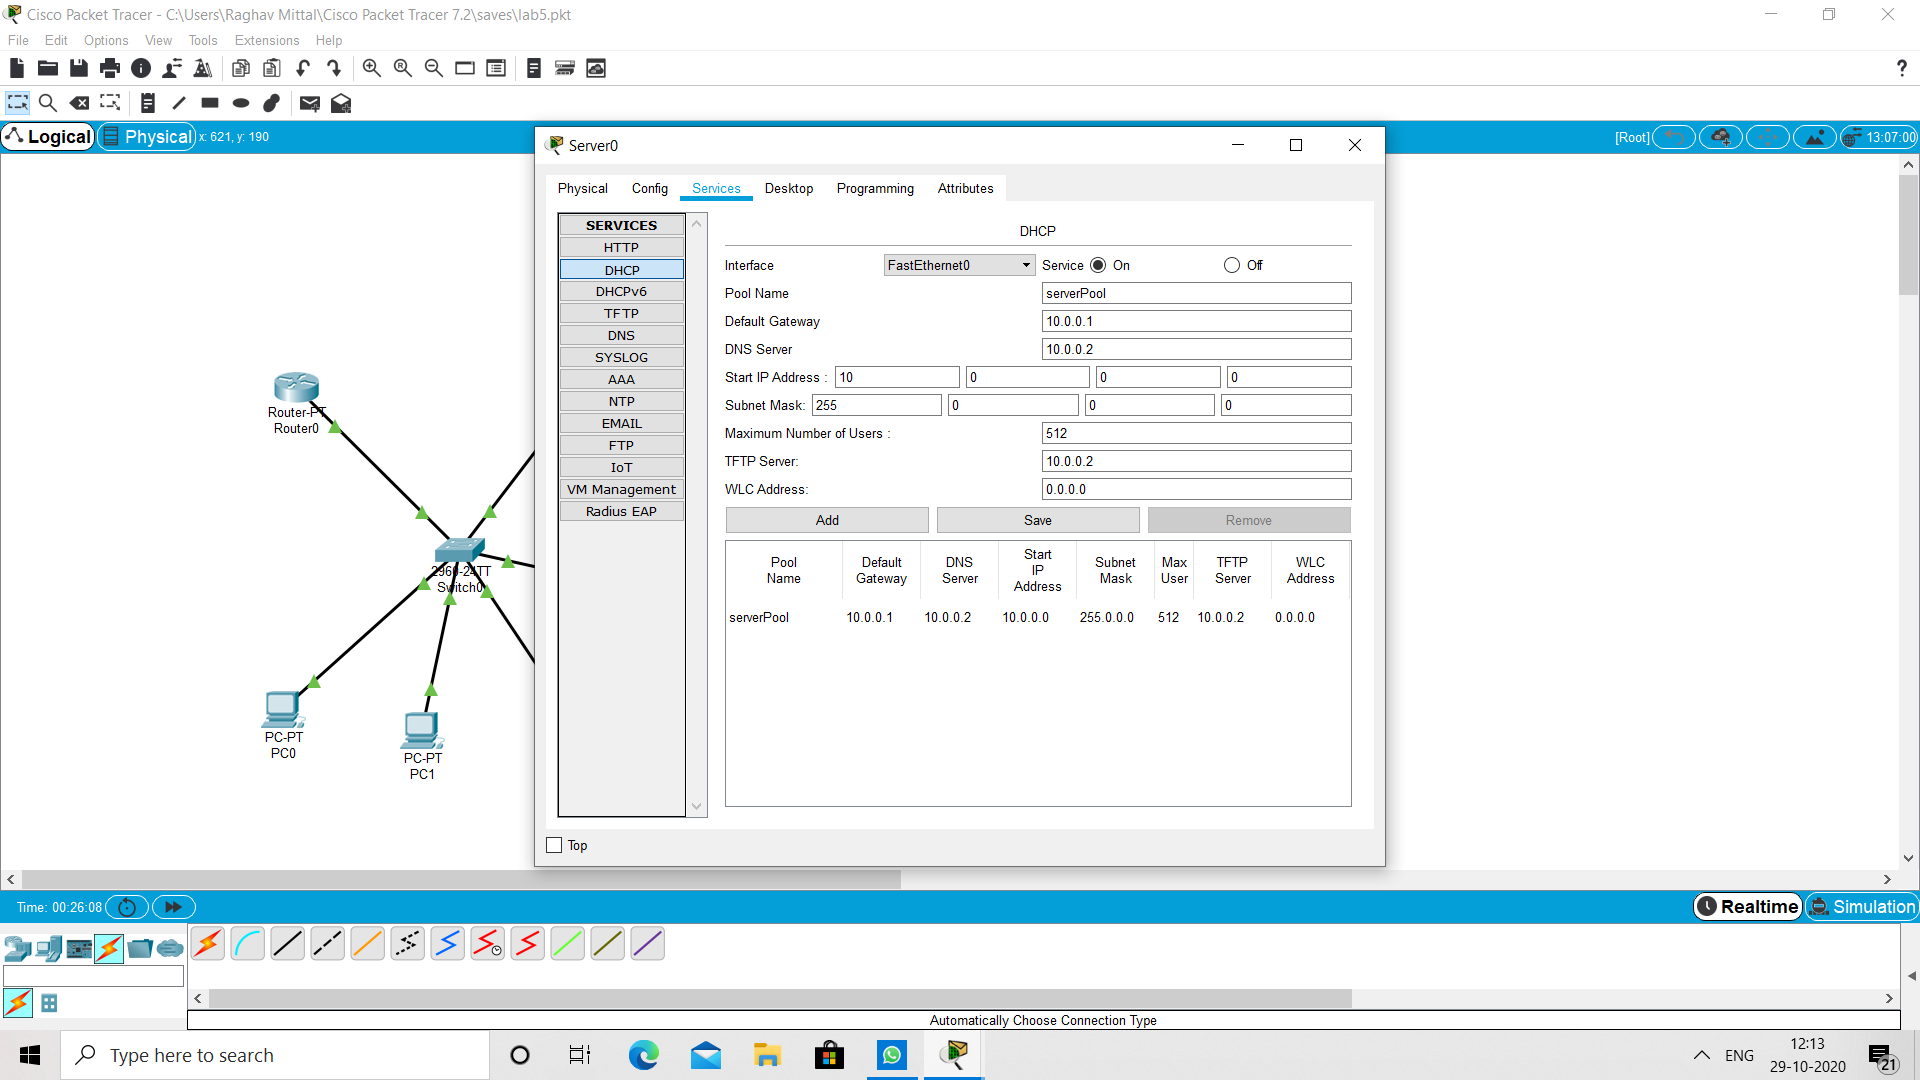 Cisco Packet Tracer - C:\Users\Raghav Mittal\Cisco Packet Tracer 7.2\saves\lab5.pkt
File Edit Options View Tools Extensions Help
?
Logical Physical x: 621, y: 190 [Root] 13:07:00
Server0
Physical Config Services Desktop Programming Attributes
SERVICES
HTTP
DHCP
DHCPv6
TFTP
DNS
SYSLOG
AAA
NTP
EMAIL
FTP
IoT
VM Management
Radius EAP
DHCP
Interface FastEthernet0 Service On Off
Pool Name serverPool
Default Gateway 10.0.0.1
DNS Server 10.0.0.2
Start IP Address : 10 0 0 0
Subnet Mask: 255 0 0 0
Maximum Number of Users : 512
TFTP Server: 10.0.0.2
WLC Address: 0.0.0.0
Add Save Remove
Pool Name Default Gateway DNS Server Start IP Address Subnet Mask Max User TFTP Server WLC Address
serverPool 10.0.0.1 10.0.0.2 10.0.0.0 255.0.0.0 512 10.0.0.2 0.0.0.0
Top
Router-PT
Router0
2960-24TT
Switch0
PC-PT
PC0
PC-PT
PC1
Time: 00:26:08 Realtime Simulation
Automatically Choose Connection Type
Type here to search
ENG
12:13
29-10-2020
21